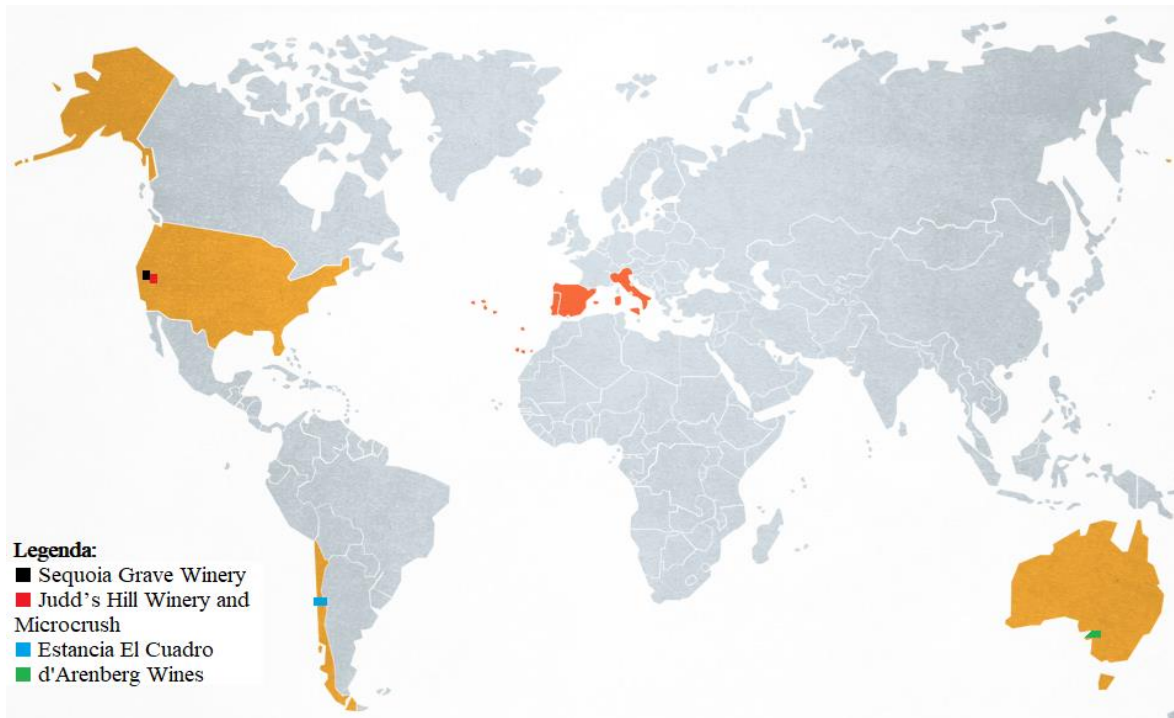 Legenda:
Sequoia Grave Winery
Judd’s Hill Winery and
Microcrush
Estancia El Cuadro
d'Arenberg Wines